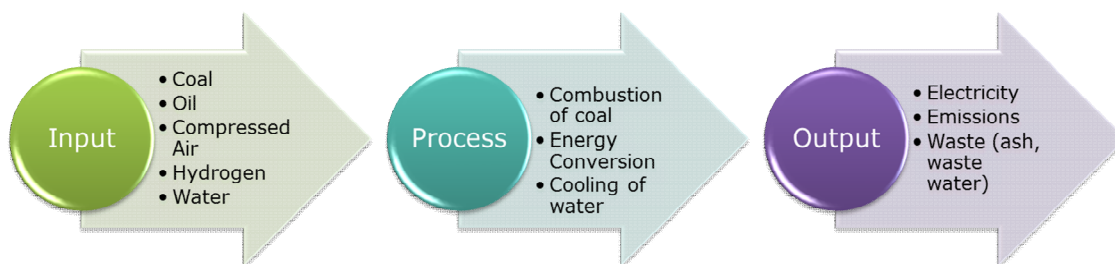 Input
• Coal
• Oil
• Compressed
Air
• Hydrogen
• Water
Process
• Combustion
of coal
• Energy
Conversion
• Cooling of
water
Output
• Electricity
• Emissions
• Waste (ash,
waste
water)